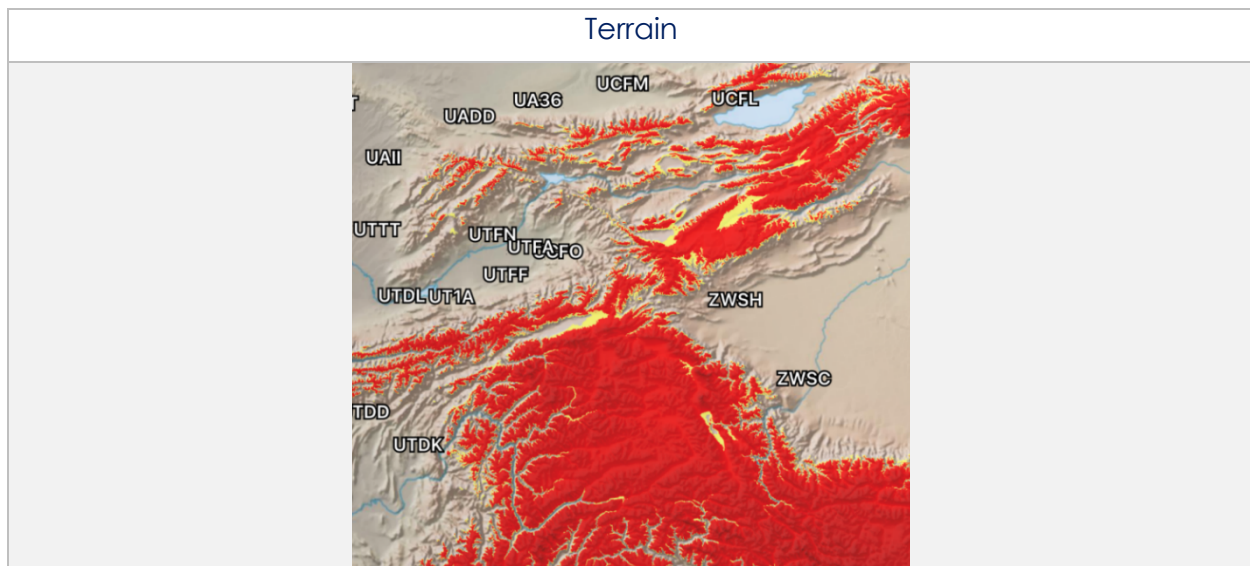 Terrain
UCFM
UA36
UCFL
UADD
UAII
UTTT
UTFN
UTFA
UCFO
UTFF
UTDL
UT1A
ZWSH
ZWSC
TDD
UTDK